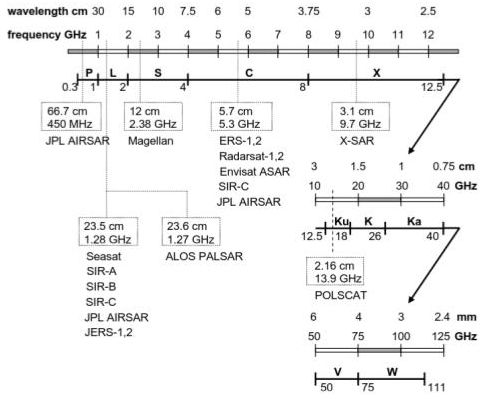 wavelength cm 30 15 10 7.5 6 5 3.75 3 2.5
frequency GHz 1 2 3 4 5 6 7 8 9 10 11 12
P L S C X
0.3 1 2 4 8 12.5
66.7 cm
450 MHz
JPL AIRSAR
12 cm
2.38 GHz
Magellan
5.7 cm
5.3 GHz
ERS-1,2
Radarsat-1,2
Envisat ASAR
SIR-C
JPL AIRSAR
3.1 cm
9.7 GHz
X-SAR
3 1.5 1 0.75 cm
10 20 30 40 GHz
Ku K Ka
12.5 18 26 40
23.5 cm
1.28 GHz
Seasat
SIR-A
SIR-B
SIR-C
JPL AIRSAR
JERS-1,2
23.6 cm
1.27 GHz
ALOS PALSAR
2.16 cm
13.9 GHz
POLSCAT
6 4 3 2.4 mm
50 75 100 125 GHz
V W
50 75 111